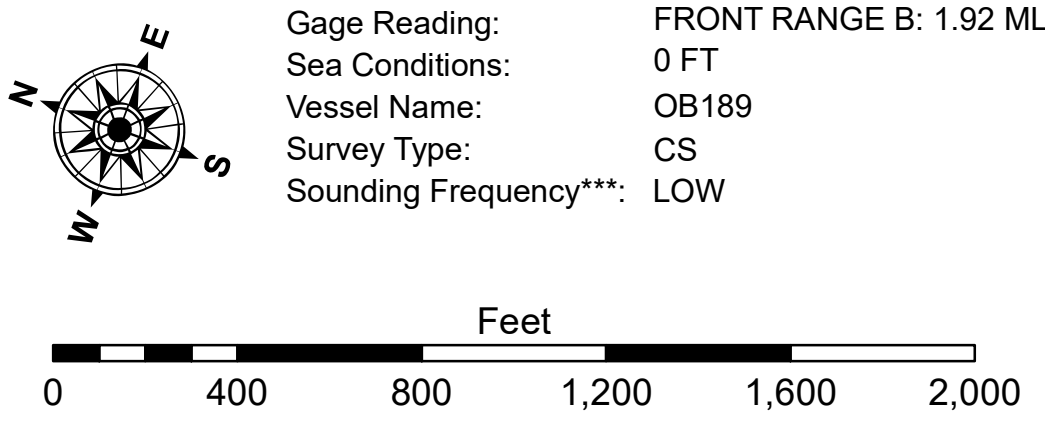 N
E
S
W
Gage Reading: FRONT RANGE B: 1.92 ML
Sea Conditions: 0 FT
Vessel Name: OB189
Survey Type: CS
Sounding Frequency***: LOW
Feet
0 400 800 1,200 1,600 2,000